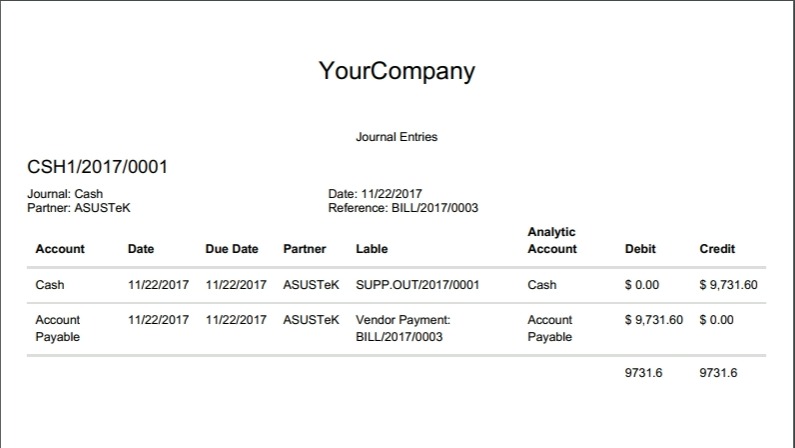 YourCompany
Journal Entries
CSH1/2017/0001
Journal: Cash Date: 11/22/2017
Partner: ASUSTeK Reference: BILL/2017/0003
Account Date Due Date Partner Lable Analytic Account Debit Credit
Cash 11/22/2017 11/22/2017 ASUSTeK SUPP.OUT/2017/0001 Cash $ 0.00 $ 9,731.60
Account Payable 11/22/2017 11/22/2017 ASUSTeK Vendor Payment: BILL/2017/0003 Account Payable $ 9,731.60 $ 0.00
9731.6 9731.6